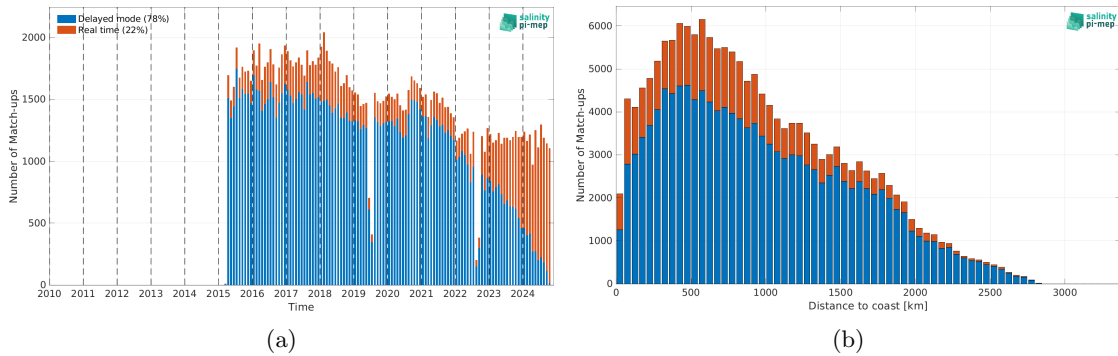 Delayed mode (78%)
Real time (22%)
salinity
pi-mep
2000
1500
1000
500
0
Number of Match-ups
2010 2011 2012 2013 2014 2015 2016 2017 2018 2019 2020 2021 2022 2023 2024
Time
(a)
salinity
pi-mep
6000
5000
4000
3000
2000
1000
0
Number of Match-ups
0 500 1000 1500 2000 2500 3000
Distance to coast [km]
(b)